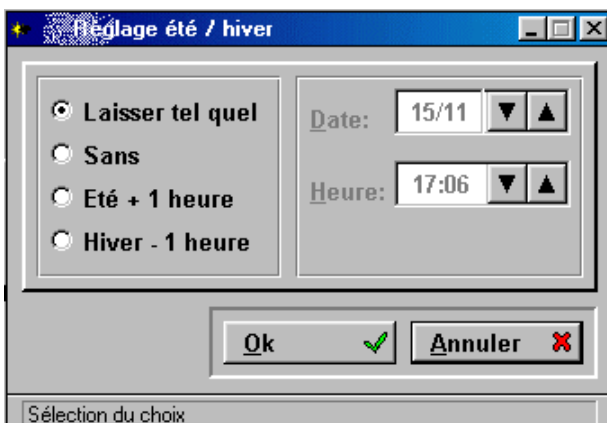 Réglage été / hiver
Laisser tel quel
Sans
Eté + 1 heure
Hiver - 1 heure
Date: 15/11
Heure: 17:06
Ok
Annuler
Sélection du choix